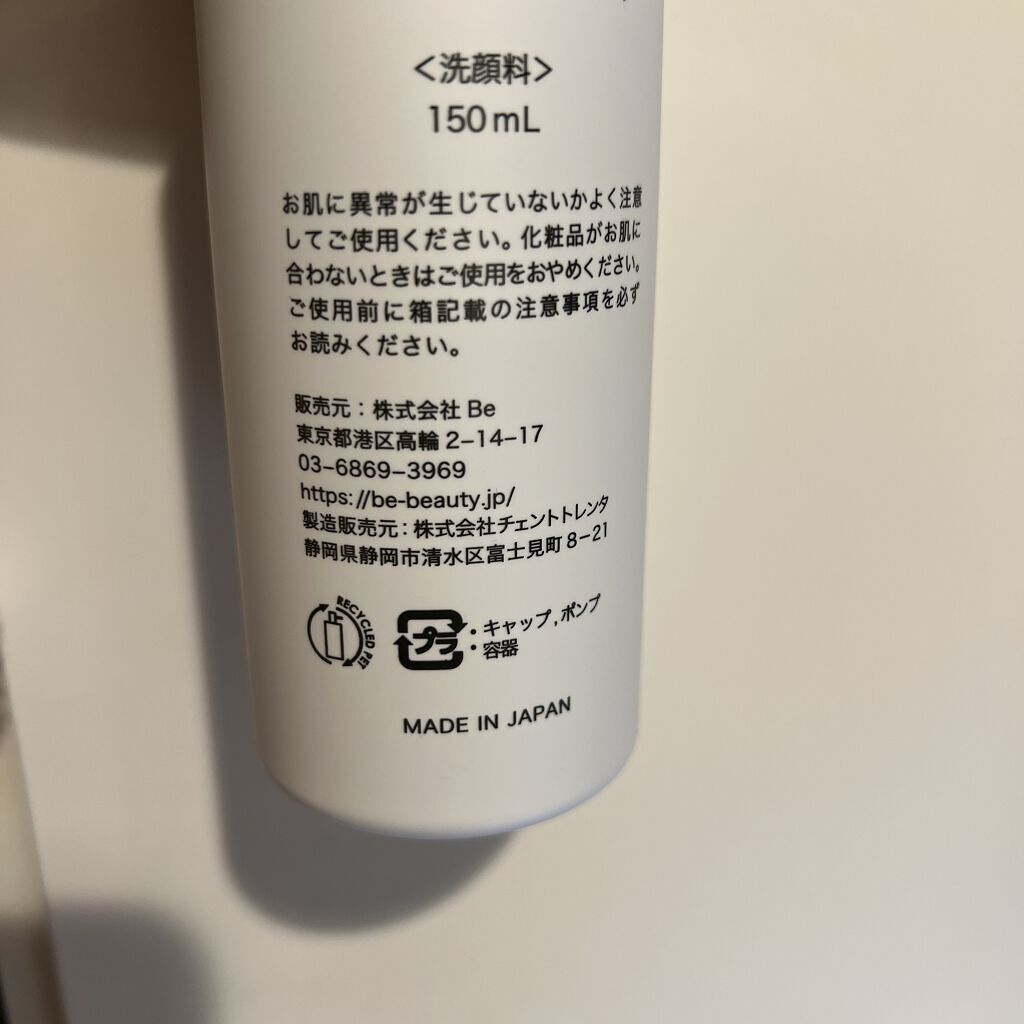 <洗顔料>
150mL
お肌に異常が生じていないかよく注意
してご使用ください。化粧品がお肌に
合わないときはご使用をおやめください。
ご使用前に箱記載の注意事項を必ず
お読みください。
販売元：株式会社 Be
東京都港区高輪 2-14-17
03-6869-3969
https://be-beauty.jp/
製造販売元：株式会社チェントトレンタ
静岡県静岡市清水区富士見町 8-21
RECYCLED PET
プラ
・キャップ,ポンプ
・容器
MADE IN JAPAN